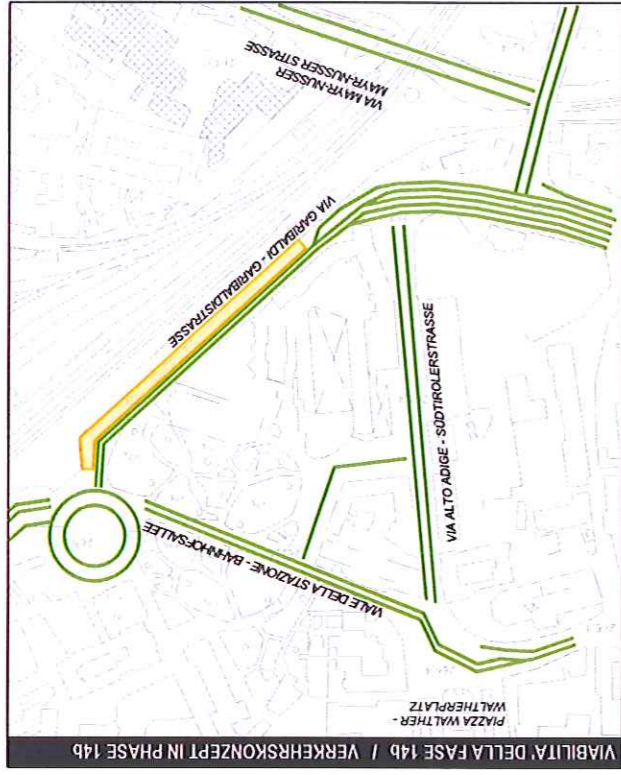 VIABILITA' DELLA FASE 14b / VERKEHRSKONZEPT IN PHASE 14b
PIAZZA WALTHER -
WALTHERPLATZ
VIALE DELLA STAZIONE - BAHNHOFSALLEE
VIA ALTO ADIGE - SÜDTIROLERSTRASSE
VIA GARIBALDI - GARIBALDISTRASSE
VIA MAYR-NUSSER
MAYR-NUSSER STRASSE